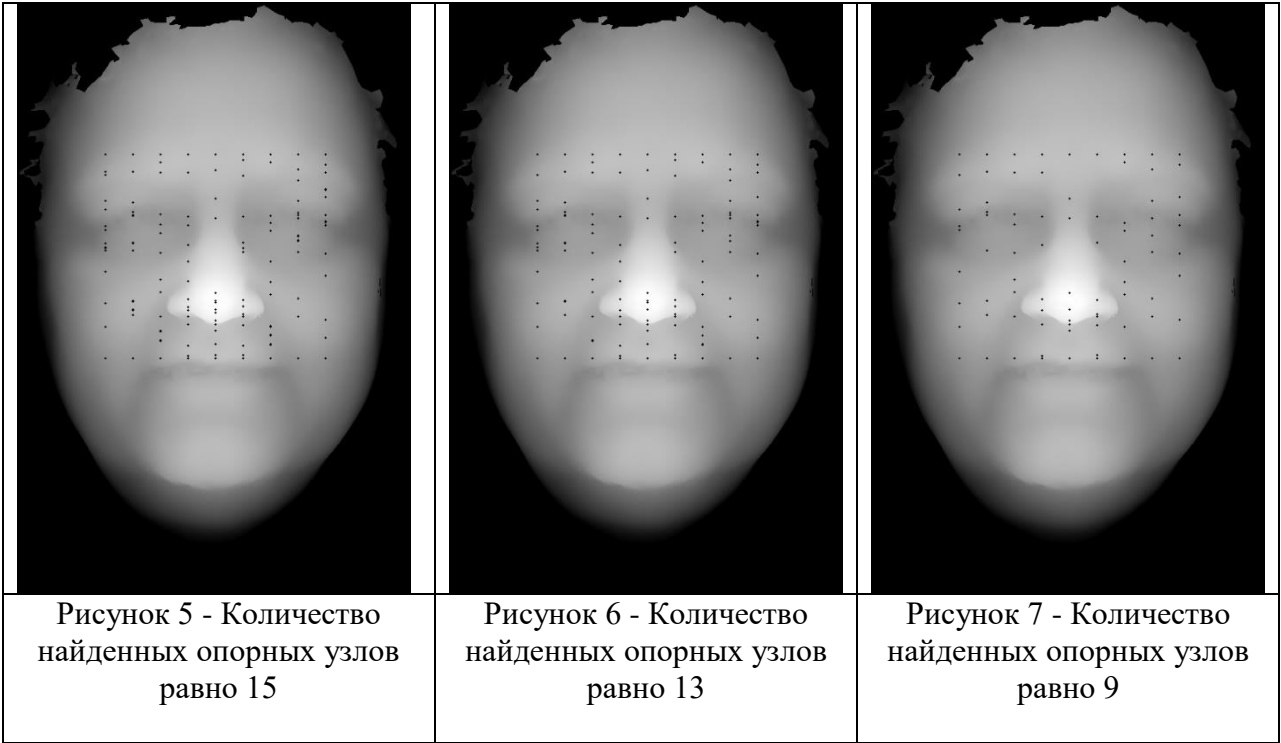 Рисунок 5 - Количество
найденных опорных узлов
равно 15
Рисунок 6 - Количество
найденных опорных узлов
равно 13
Рисунок 7 - Количество
найденных опорных узлов
равно 9